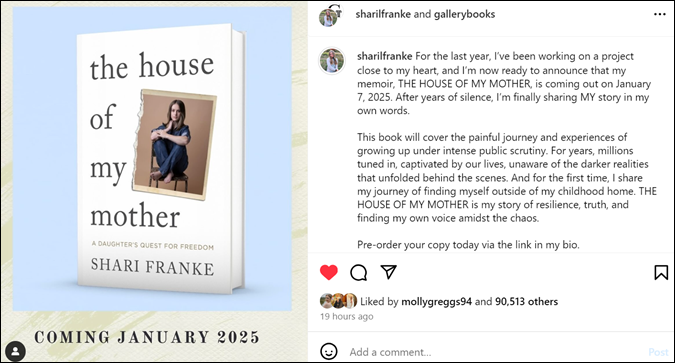 the house
of
my
mother
A DAUGHTER'S QUEST FOR FREEDOM
SHARI FRANKE
COMING JANUARY 2025
sharilfranke and gallerybooks
sharilfranke For the last year, I've been working on a project
close to my heart, and I'm now ready to announce that my
memoir, THE HOUSE OF MY MOTHER, is coming out on January
7, 2025. After years of silence, I'm finally sharing MY story in my
own words.
This book will cover the painful journey and experiences of
growing up under intense public scrutiny. For years, millions
tuned in, captivated by our lives, unaware of the darker realities
that unfolded behind the scenes. And for the first time, I share
my journey of finding myself outside of my childhood home. THE
HOUSE OF MY MOTHER is my story of resilience, truth, and
finding my own voice amidst the chaos.
Pre-order your copy today via the link in my bio.
Liked by mollygreggs94 and 90,513 others
19 hours ago
Add a comment...
Post